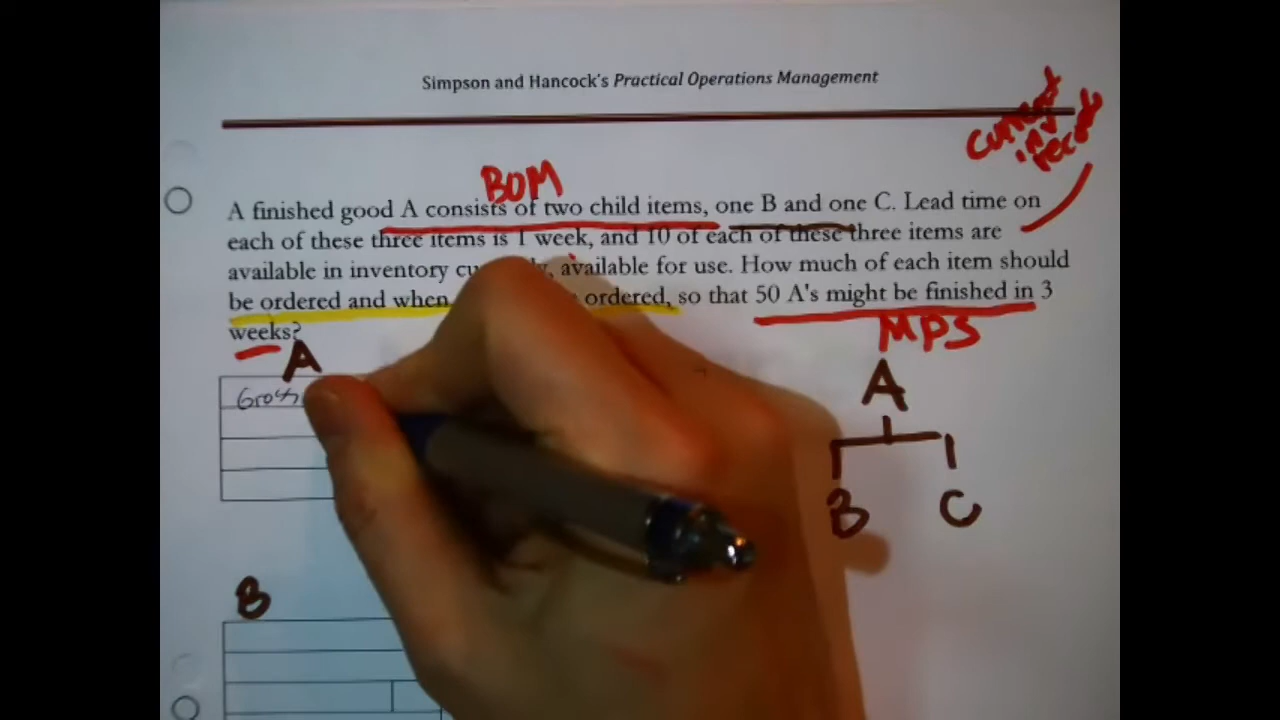 Simpson and Hancock's Practical Operations Management
current
inv
record
BOM
A finished good A consists of two child items, one B and one C. Lead time on
each of these three items is 1 week, and 10 of each of these three items are
available in inventory available for use. How much of each item should
be ordered and when ordered, so that 50 A's might be finished in 3
weeks?
MPS
A
Gross
A
B C
B